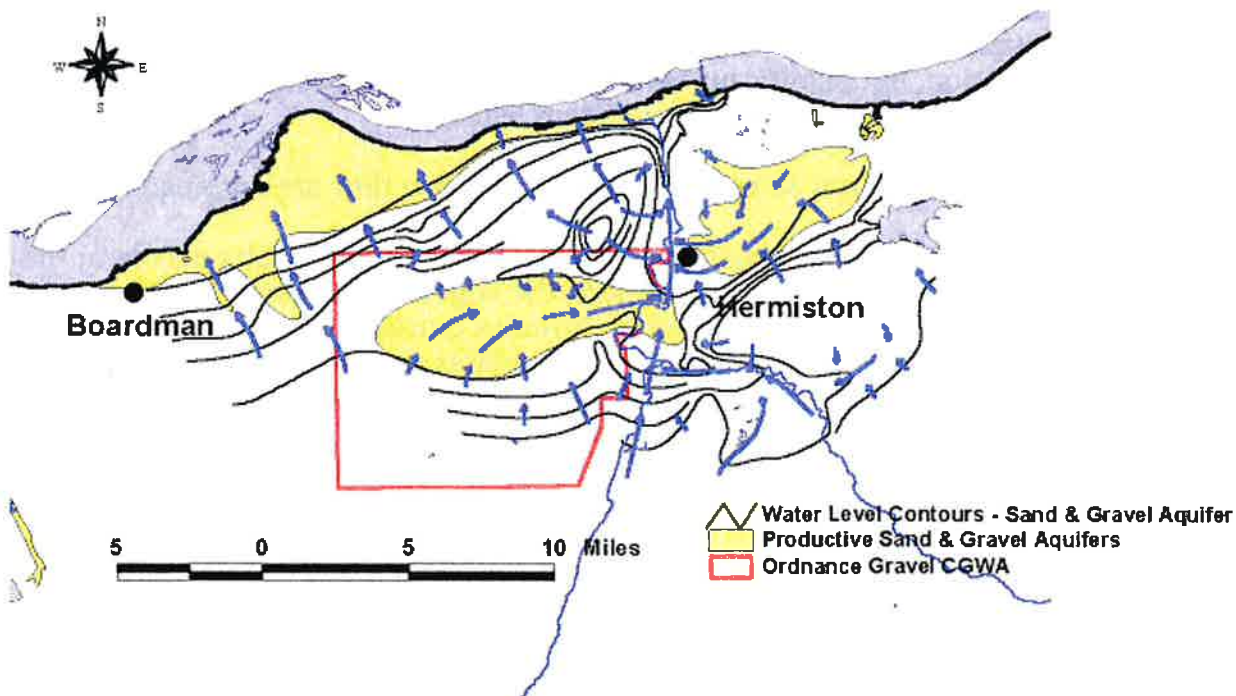 N
W E
S
Boardman
Hermiston
5 0 5 10 Miles
Water Level Contours - Sand & Gravel Aquifer
Productive Sand & Gravel Aquifers
Ordnance Gravel CGWA